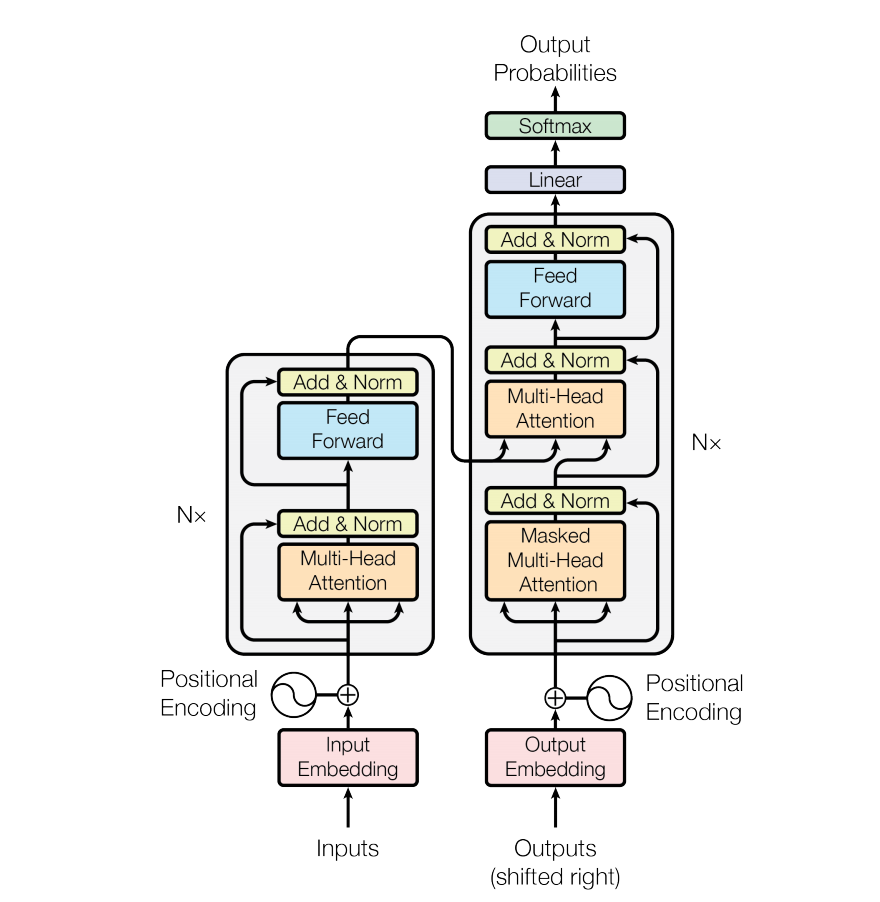 Output
Probabilities
Softmax
Linear
Add & Norm
Feed
Forward
Add & Norm
Multi-Head
Attention
Add & Norm
Masked
Multi-Head
Attention
Nx
Add & Norm
Feed
Forward
Add & Norm
Multi-Head
Attention
N×
Positional
Encoding
Positional
Encoding
Input
Embedding
Output
Embedding
Inputs
Outputs
(shifted right)